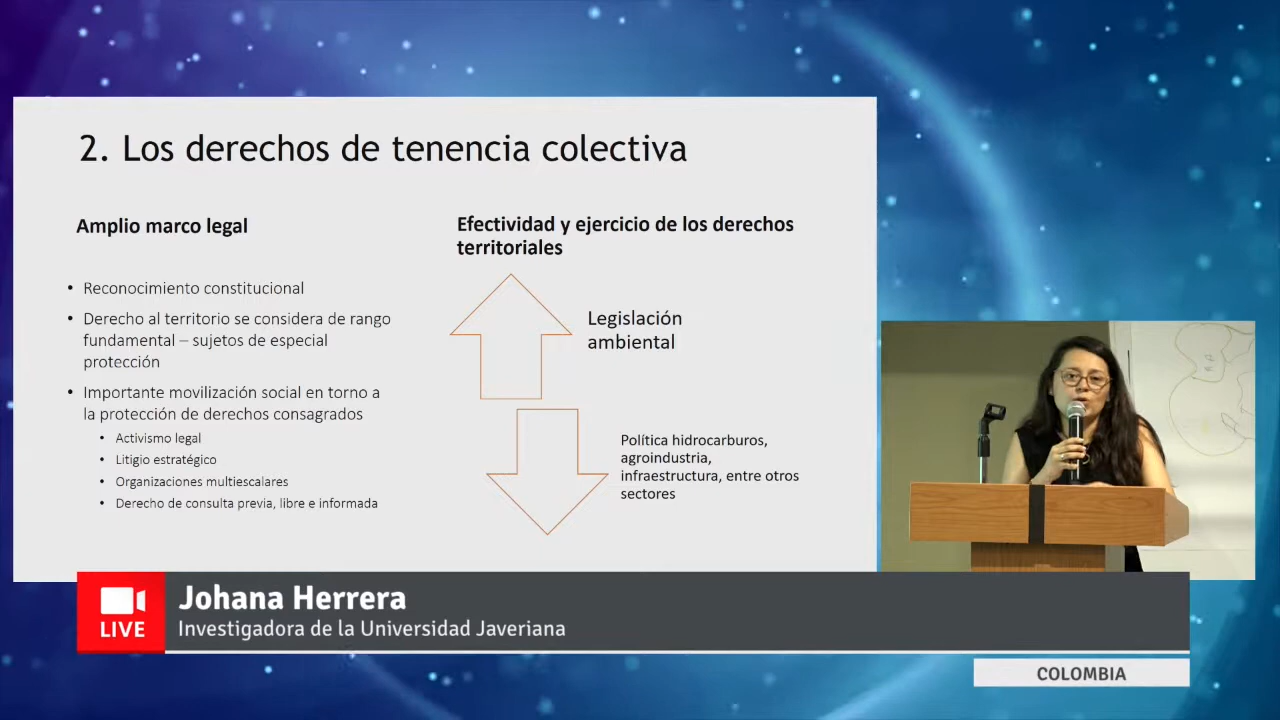 2. Los derechos de tenencia colectiva
Amplio marco legal
• Reconocimiento constitucional
• Derecho al territorio se considera de rango
fundamental – sujetos de especial
protección
• Importante movilización social en torno a
la protección de derechos consagrados
• Activismo legal
• Litigio estratégico
• Organizaciones multiescalares
• Derecho de consulta previa, libre e informada
Efectividad y ejercicio de los derechos
territoriales
Legislación
ambiental
Política hidrocarburos,
agroindustria,
infraestructura, entre otros
sectores
LIVE
Johana Herrera
Investigadora de la Universidad Javeriana
COLOMBIA